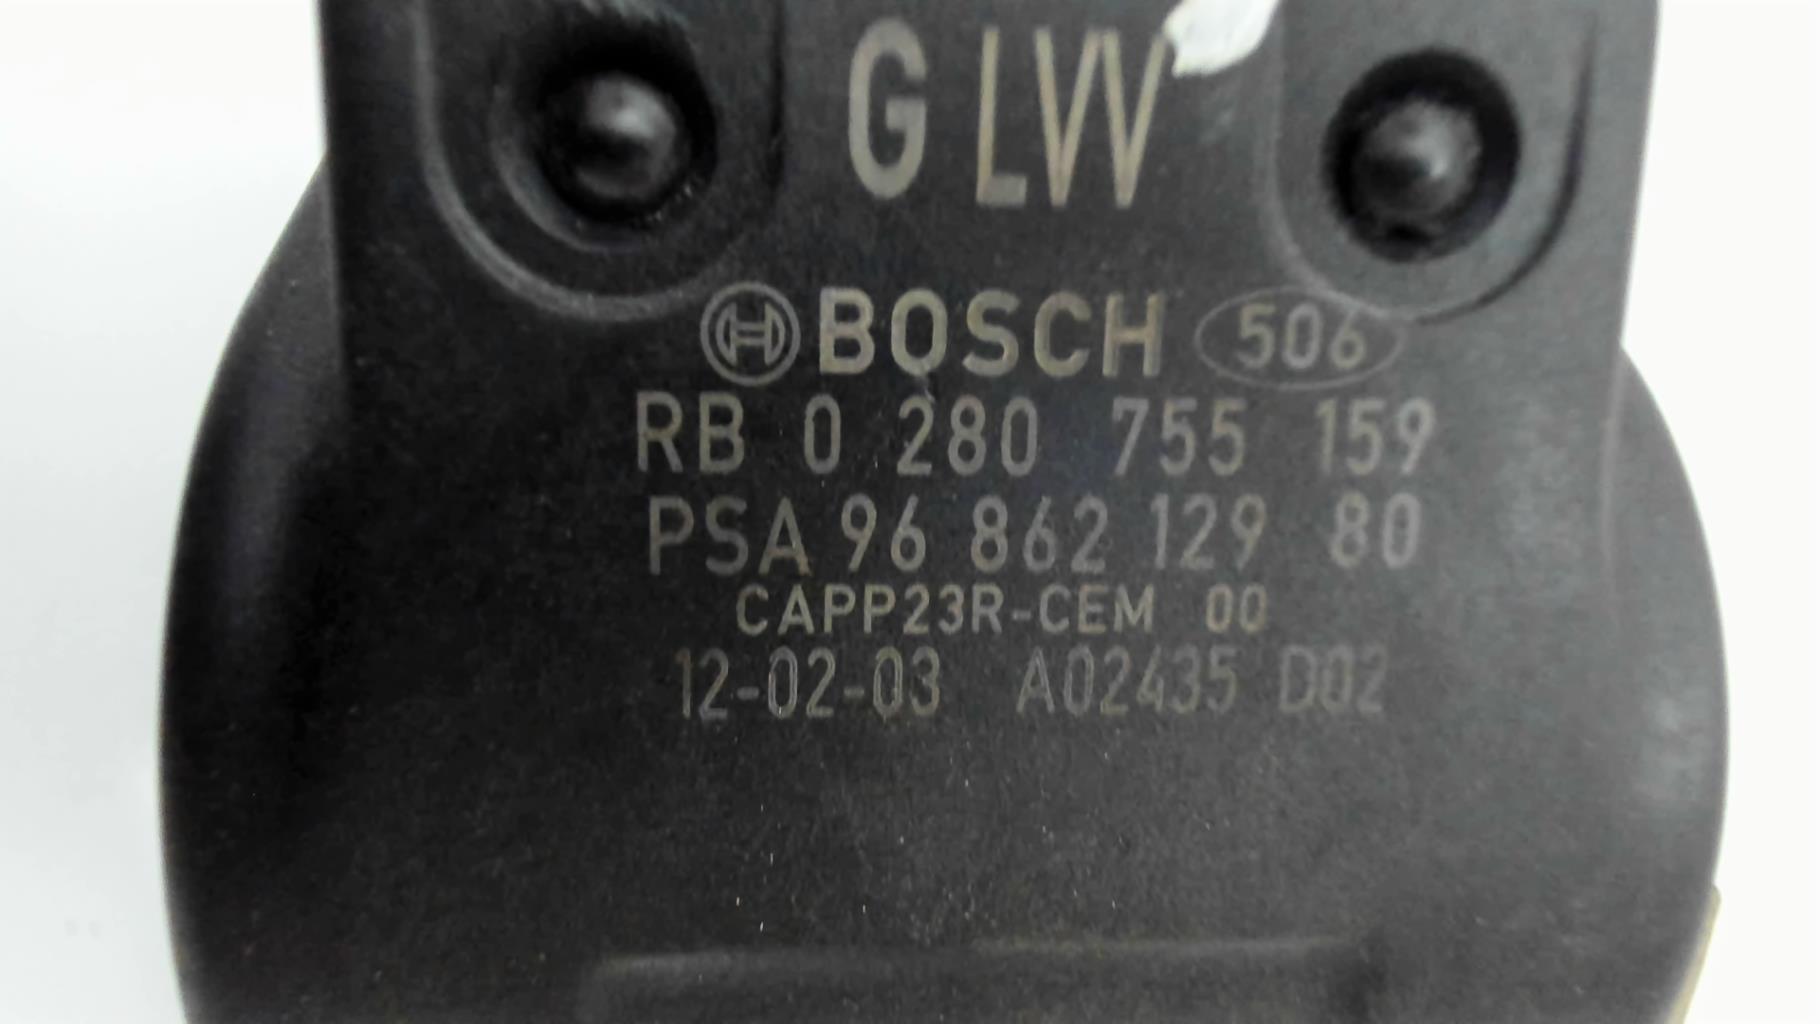 G LW
BOSCH 506
RB 0 280 755 159
PSA 96 862 129 80
CAPP23R-CEM 00
12-02-03 A02435 D02